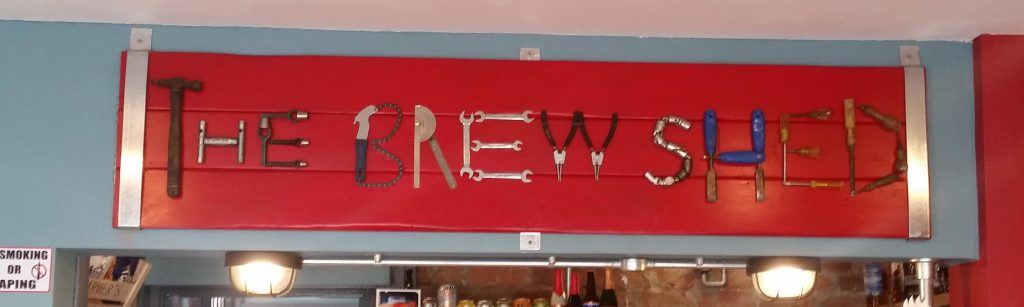 THE BREW SHED
SMOKING
OR
APING